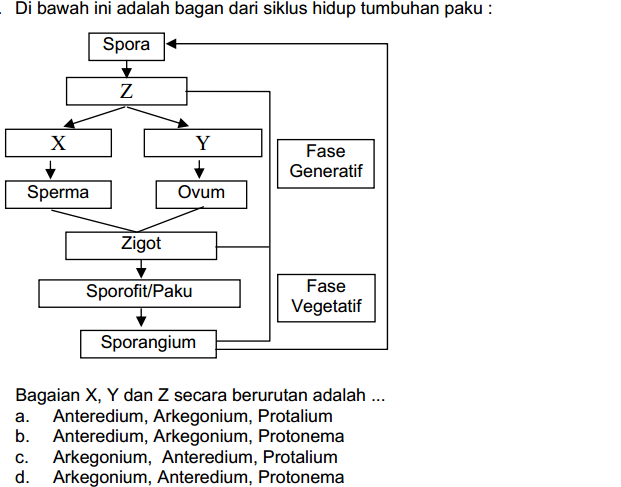 Di bawah ini adalah bagan dari siklus hidup tumbuhan paku :
Spora
Z
X
Y
Fase
Generatif
Sperma
Ovum
Zigot
Sporofit/Paku
Fase
Vegetatif
Sporangium
Bagaian X, Y dan Z secara berurutan adalah ...
a. Anteredium, Arkegonium, Protalium
b. Anteredium, Arkegonium, Protonema
c. Arkegonium, Anteredium, Protalium
d. Arkegonium, Anteredium, Protonema